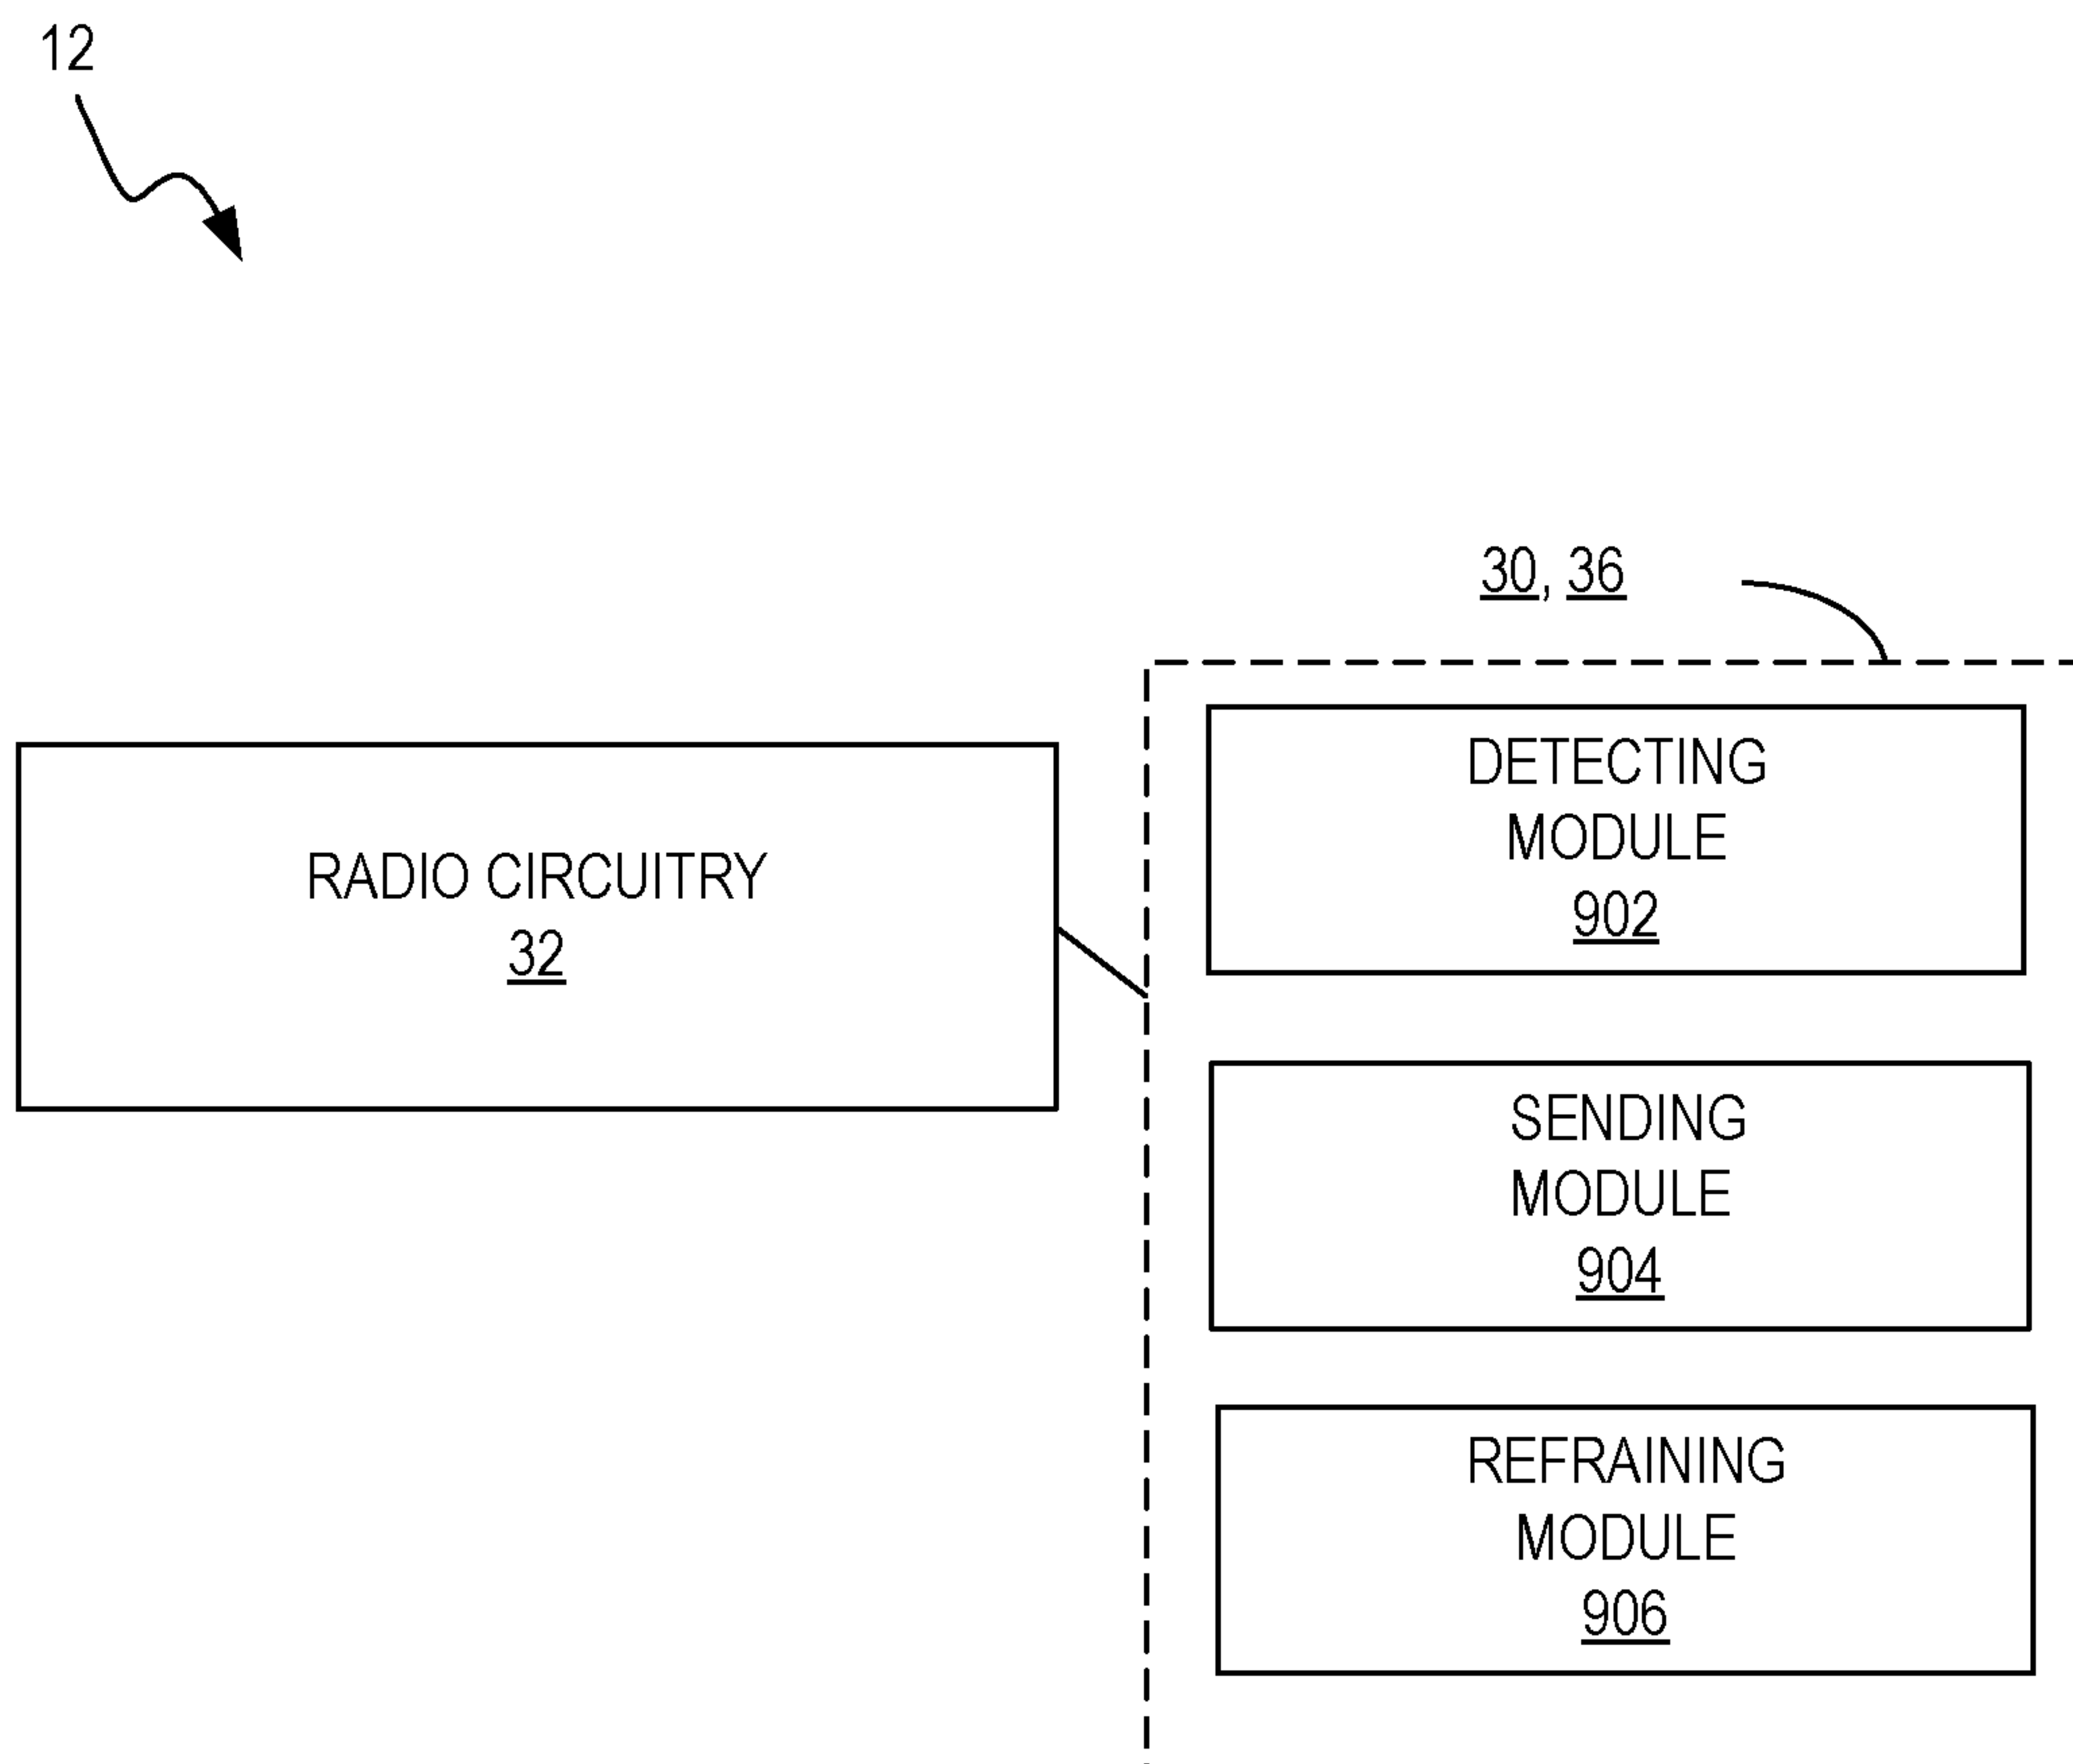 12
30, 36
RADIO CIRCUITRY
32
DETECTING
MODULE
902
SENDING
MODULE
904
REFRAINING
MODULE
906